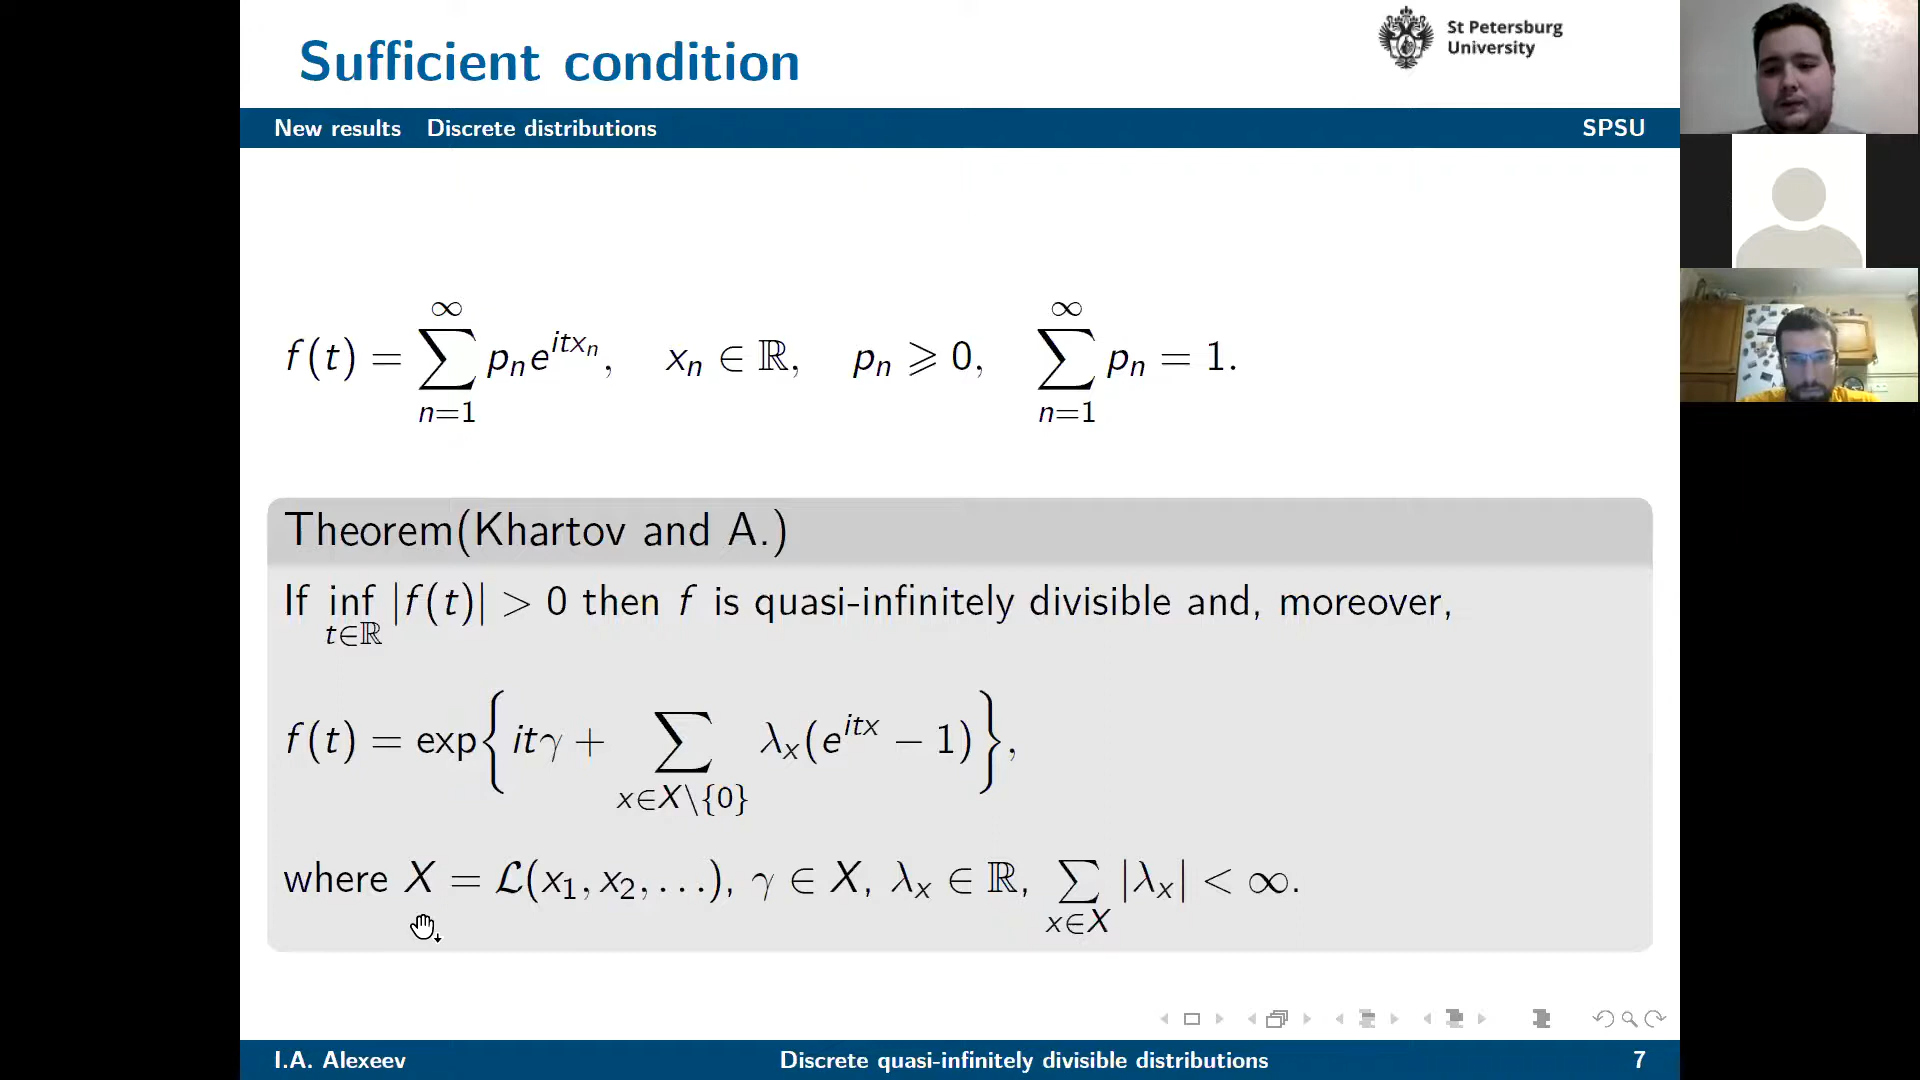 Sufficient condition
St Petersburg
University
New results Discrete distributions SPSU
f(t) = ∑_{n=1}^{∞} p_n e^{itx_n}, x_n ∈ ℝ, p_n ⩾ 0, ∑_{n=1}^{∞} p_n = 1.
Theorem(Khartov and A.)
If inf_{t∈ℝ} |f(t)| > 0 then f is quasi-infinitely divisible and, moreover,
f(t) = exp{itγ + ∑_{x∈X\{0}} λ_x(e^{itx} − 1)},
where X = ℒ(x_1, x_2, ...), γ ∈ X, λ_x ∈ ℝ, ∑_{x∈X} |λ_x| < ∞.
I.A. Alexeev Discrete quasi-infinitely divisible distributions 7